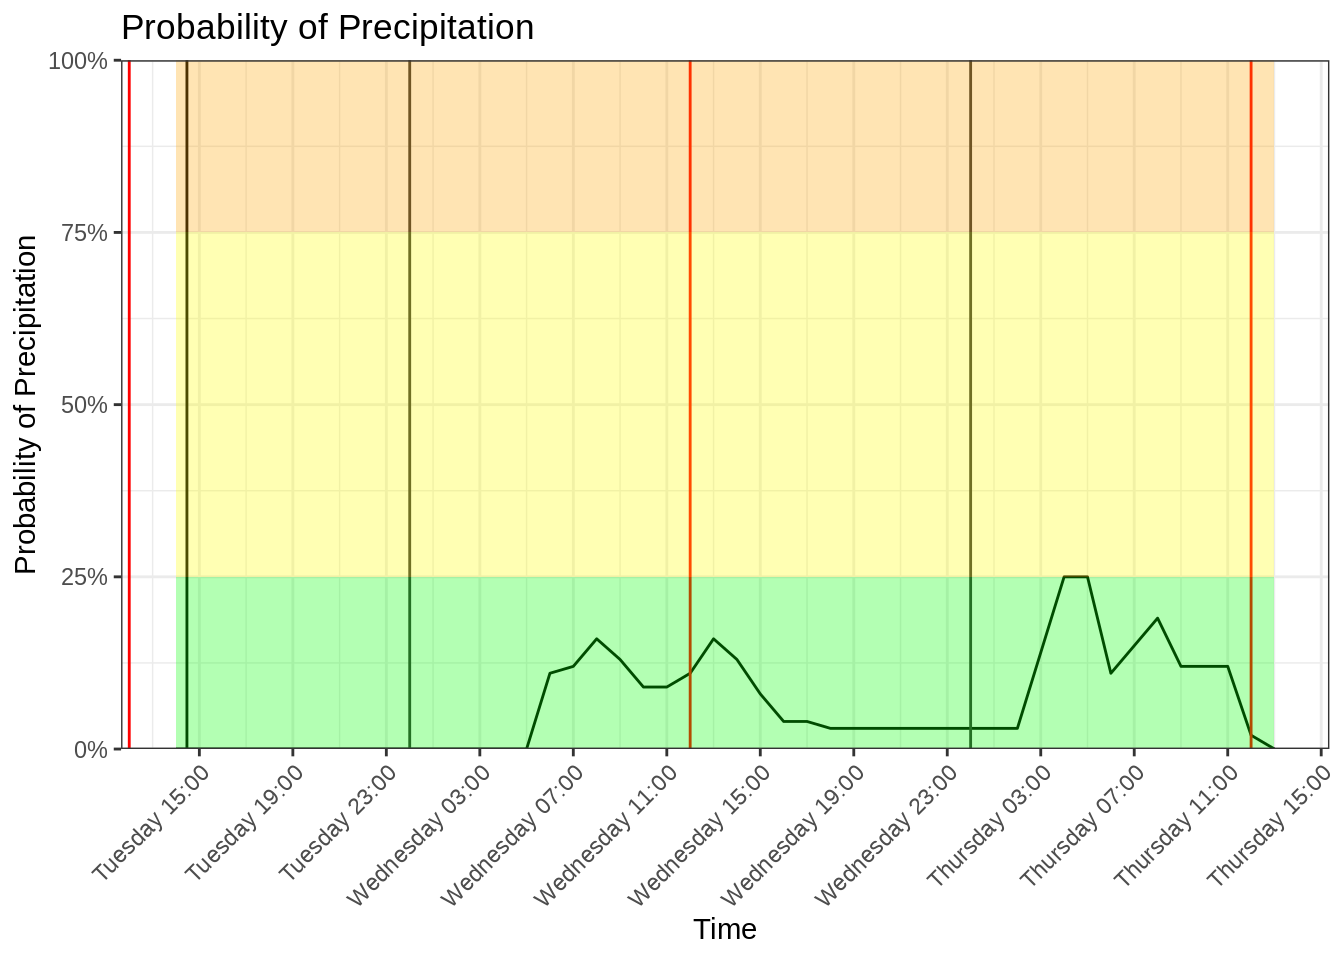 Probability of Precipitation
Probability of Precipitation
100%
75%
50%
25%
0%
Tuesday 15:00
Tuesday 19:00
Tuesday 23:00
Wednesday 03:00
Wednesday 07:00
Wednesday 11:00
Wednesday 15:00
Wednesday 19:00
Wednesday 23:00
Thursday 03:00
Thursday 07:00
Thursday 11:00
Thursday 15:00
Time